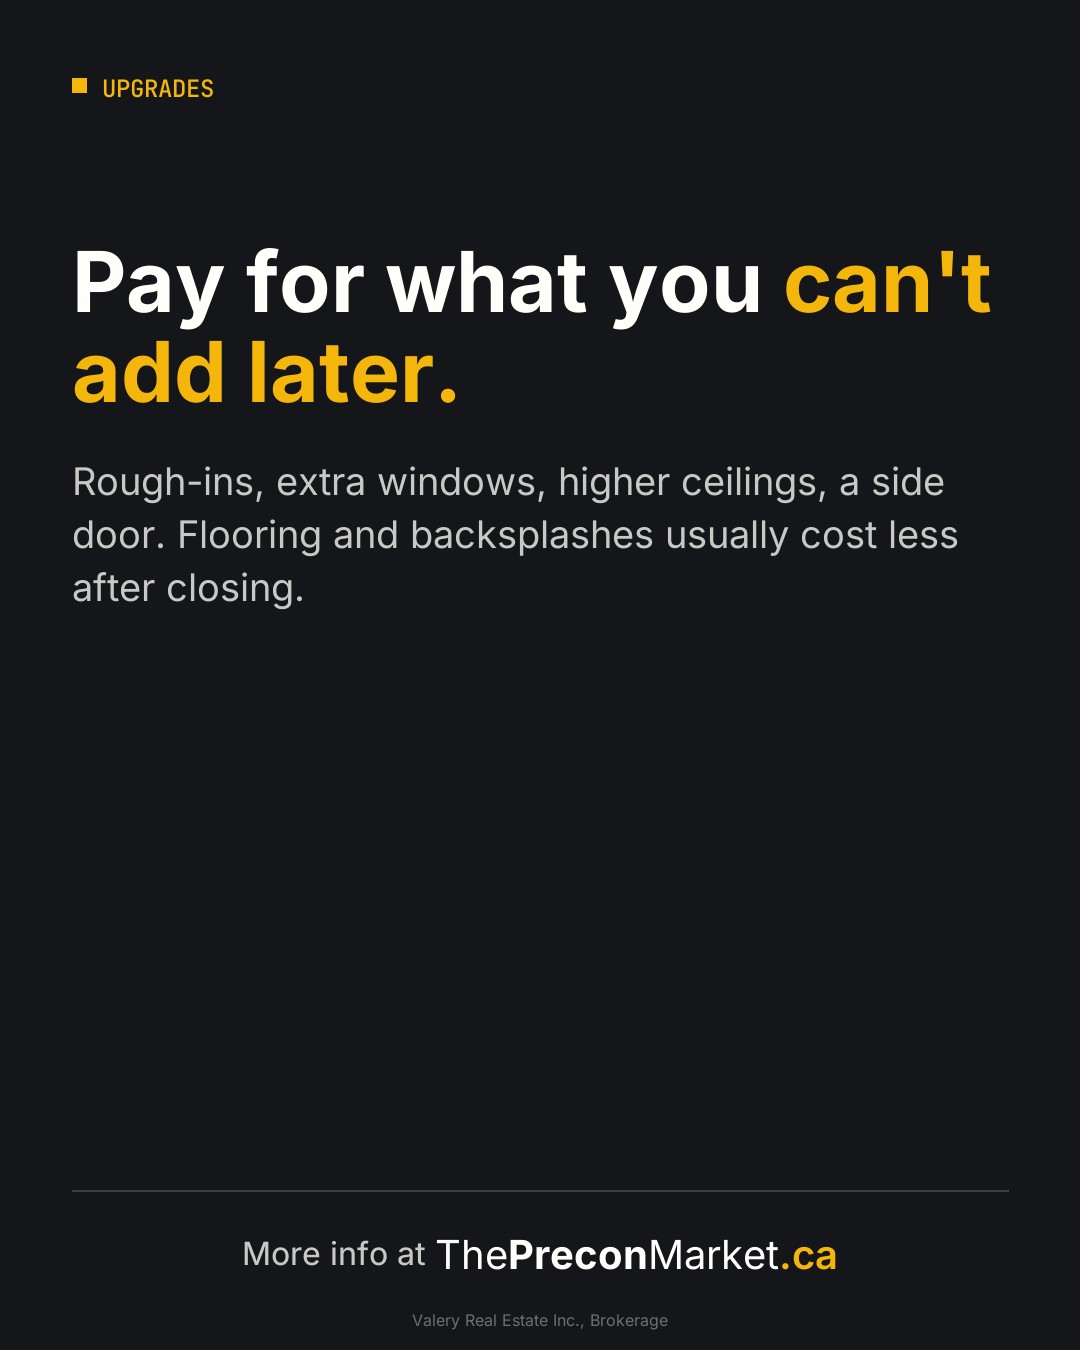 UPGRADES
Pay for what you can't
add later.
Rough-ins, extra windows, higher ceilings, a side
door. Flooring and backsplashes usually cost less
after closing.
More info at ThePreconMarket.ca
Valery Real Estate Inc., Brokerage